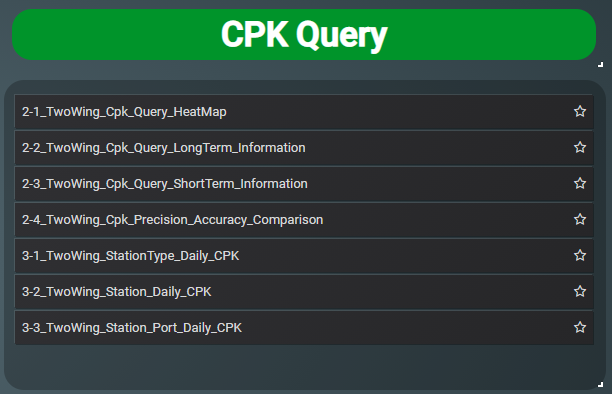 CPK Query
2-1_TwoWing_Cpk_Query_HeatMap
2-2_TwoWing_Cpk_Query_LongTerm_Information
2-3_TwoWing_Cpk_Query_ShortTerm_Information
2-4_TwoWing_Cpk_Precision_Accuracy_Comparison
3-1_TwoWing_StationType_Daily_CPK
3-2_TwoWing_Station_Daily_CPK
3-3_TwoWing_Station_Port_Daily_CPK